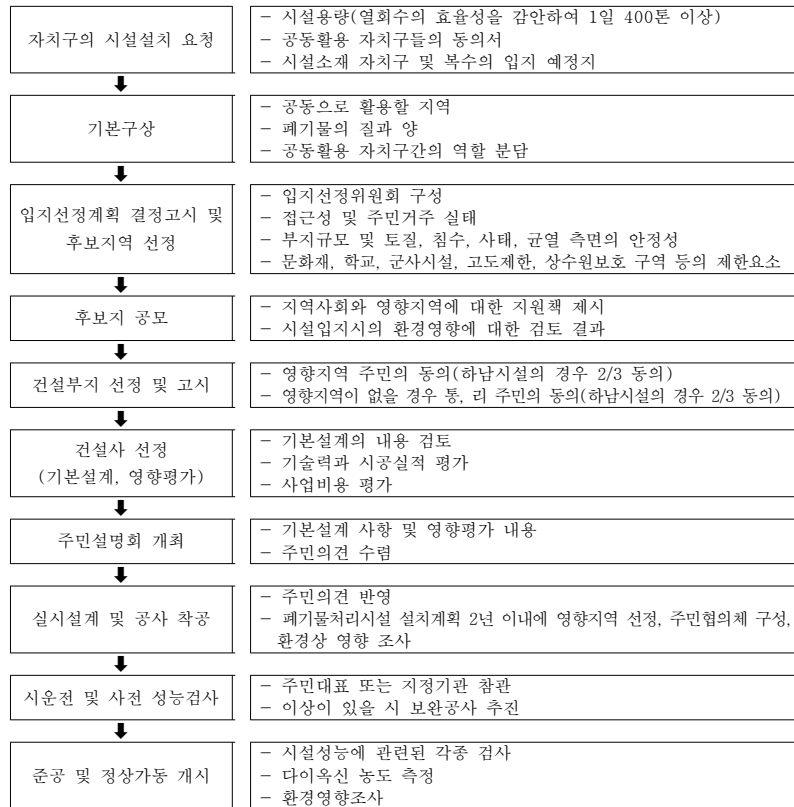 자치구의 시설설치 요청
- 시설용량(열회수의 효율성을 감안하여 1일 400톤 이상)
- 공동활용 자치구들의 동의서
- 시설소재 자치구 및 복수의 입지 예정지
기본구상
- 공동으로 활용할 지역
- 폐기물의 질과 양
- 공동활용 자치구간의 역할 분담
입지선정계획 결정고시 및
후보지역 선정
- 입지선정위원회 구성
- 접근성 및 주민거주 실태
- 부지규모 및 토질, 침수, 사태, 균열 측면의 안정성
- 문화재, 학교, 군사시설, 고도제한, 상수원보호 구역 등의 제한요소
후보지 공모
- 지역사회와 영향지역에 대한 지원책 제시
- 시설입지시의 환경영향에 대한 검토 결과
건설부지 선정 및 고시
- 영향지역 주민의 동의(하남시설의 경우 2/3 동의)
- 영향지역이 없을 경우 통, 리 주민의 동의(하남시설의 경우 2/3 동의)
건설사 선정
(기본설계, 영향평가)
- 기본설계의 내용 검토
- 기술력과 시공실적 평가
- 사업비용 평가
주민설명회 개최
- 기본설계 사항 및 영향평가 내용
- 주민의견 수렴
실시설계 및 공사 착공
- 주민의견 반영
- 폐기물처리시설 설치계획 2년 이내에 영향지역 선정, 주민협의체 구성,
환경상 영향 조사
시운전 및 사전 성능검사
- 주민대표 또는 지정기관 참관
- 이상이 있을 시 보완공사 추진
준공 및 정상가동 개시
- 시설성능에 관련된 각종 검사
- 다이옥신 농도 측정
- 환경영향조사